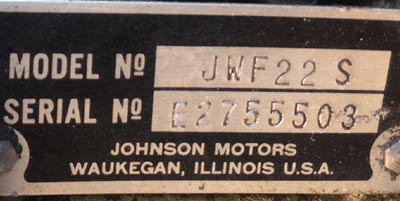 MODEL Nº JWF22 S
SERIAL Nº E2755503
JOHNSON MOTORS
WAUKEGAN, ILLINOIS U.S.A.